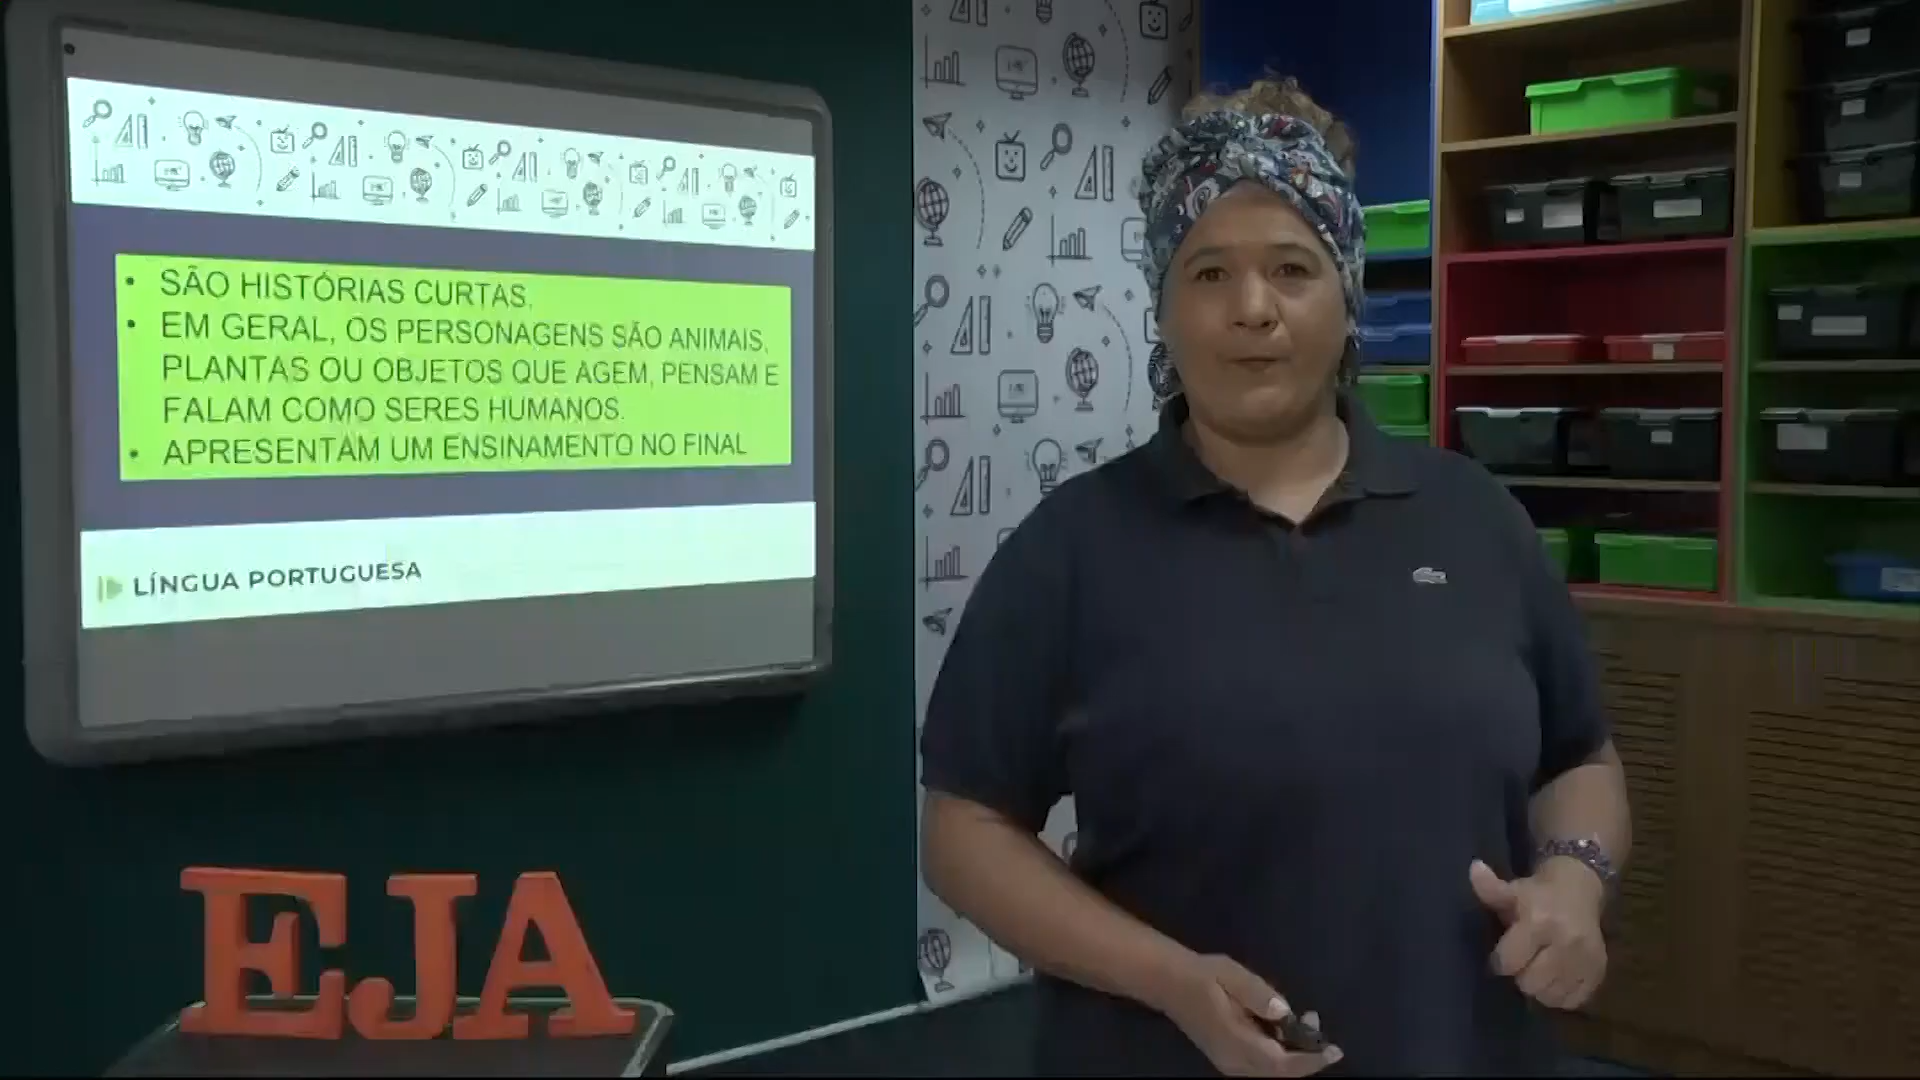 • SÃO HISTÓRIAS CURTAS.
• EM GERAL, OS PERSONAGENS SÃO ANIMAIS,
PLANTAS OU OBJETOS QUE AGEM, PENSAM E
FALAM COMO SERES HUMANOS.
• APRESENTAM UM ENSINAMENTO NO FINAL
LÍNGUA PORTUGUESA
EJA